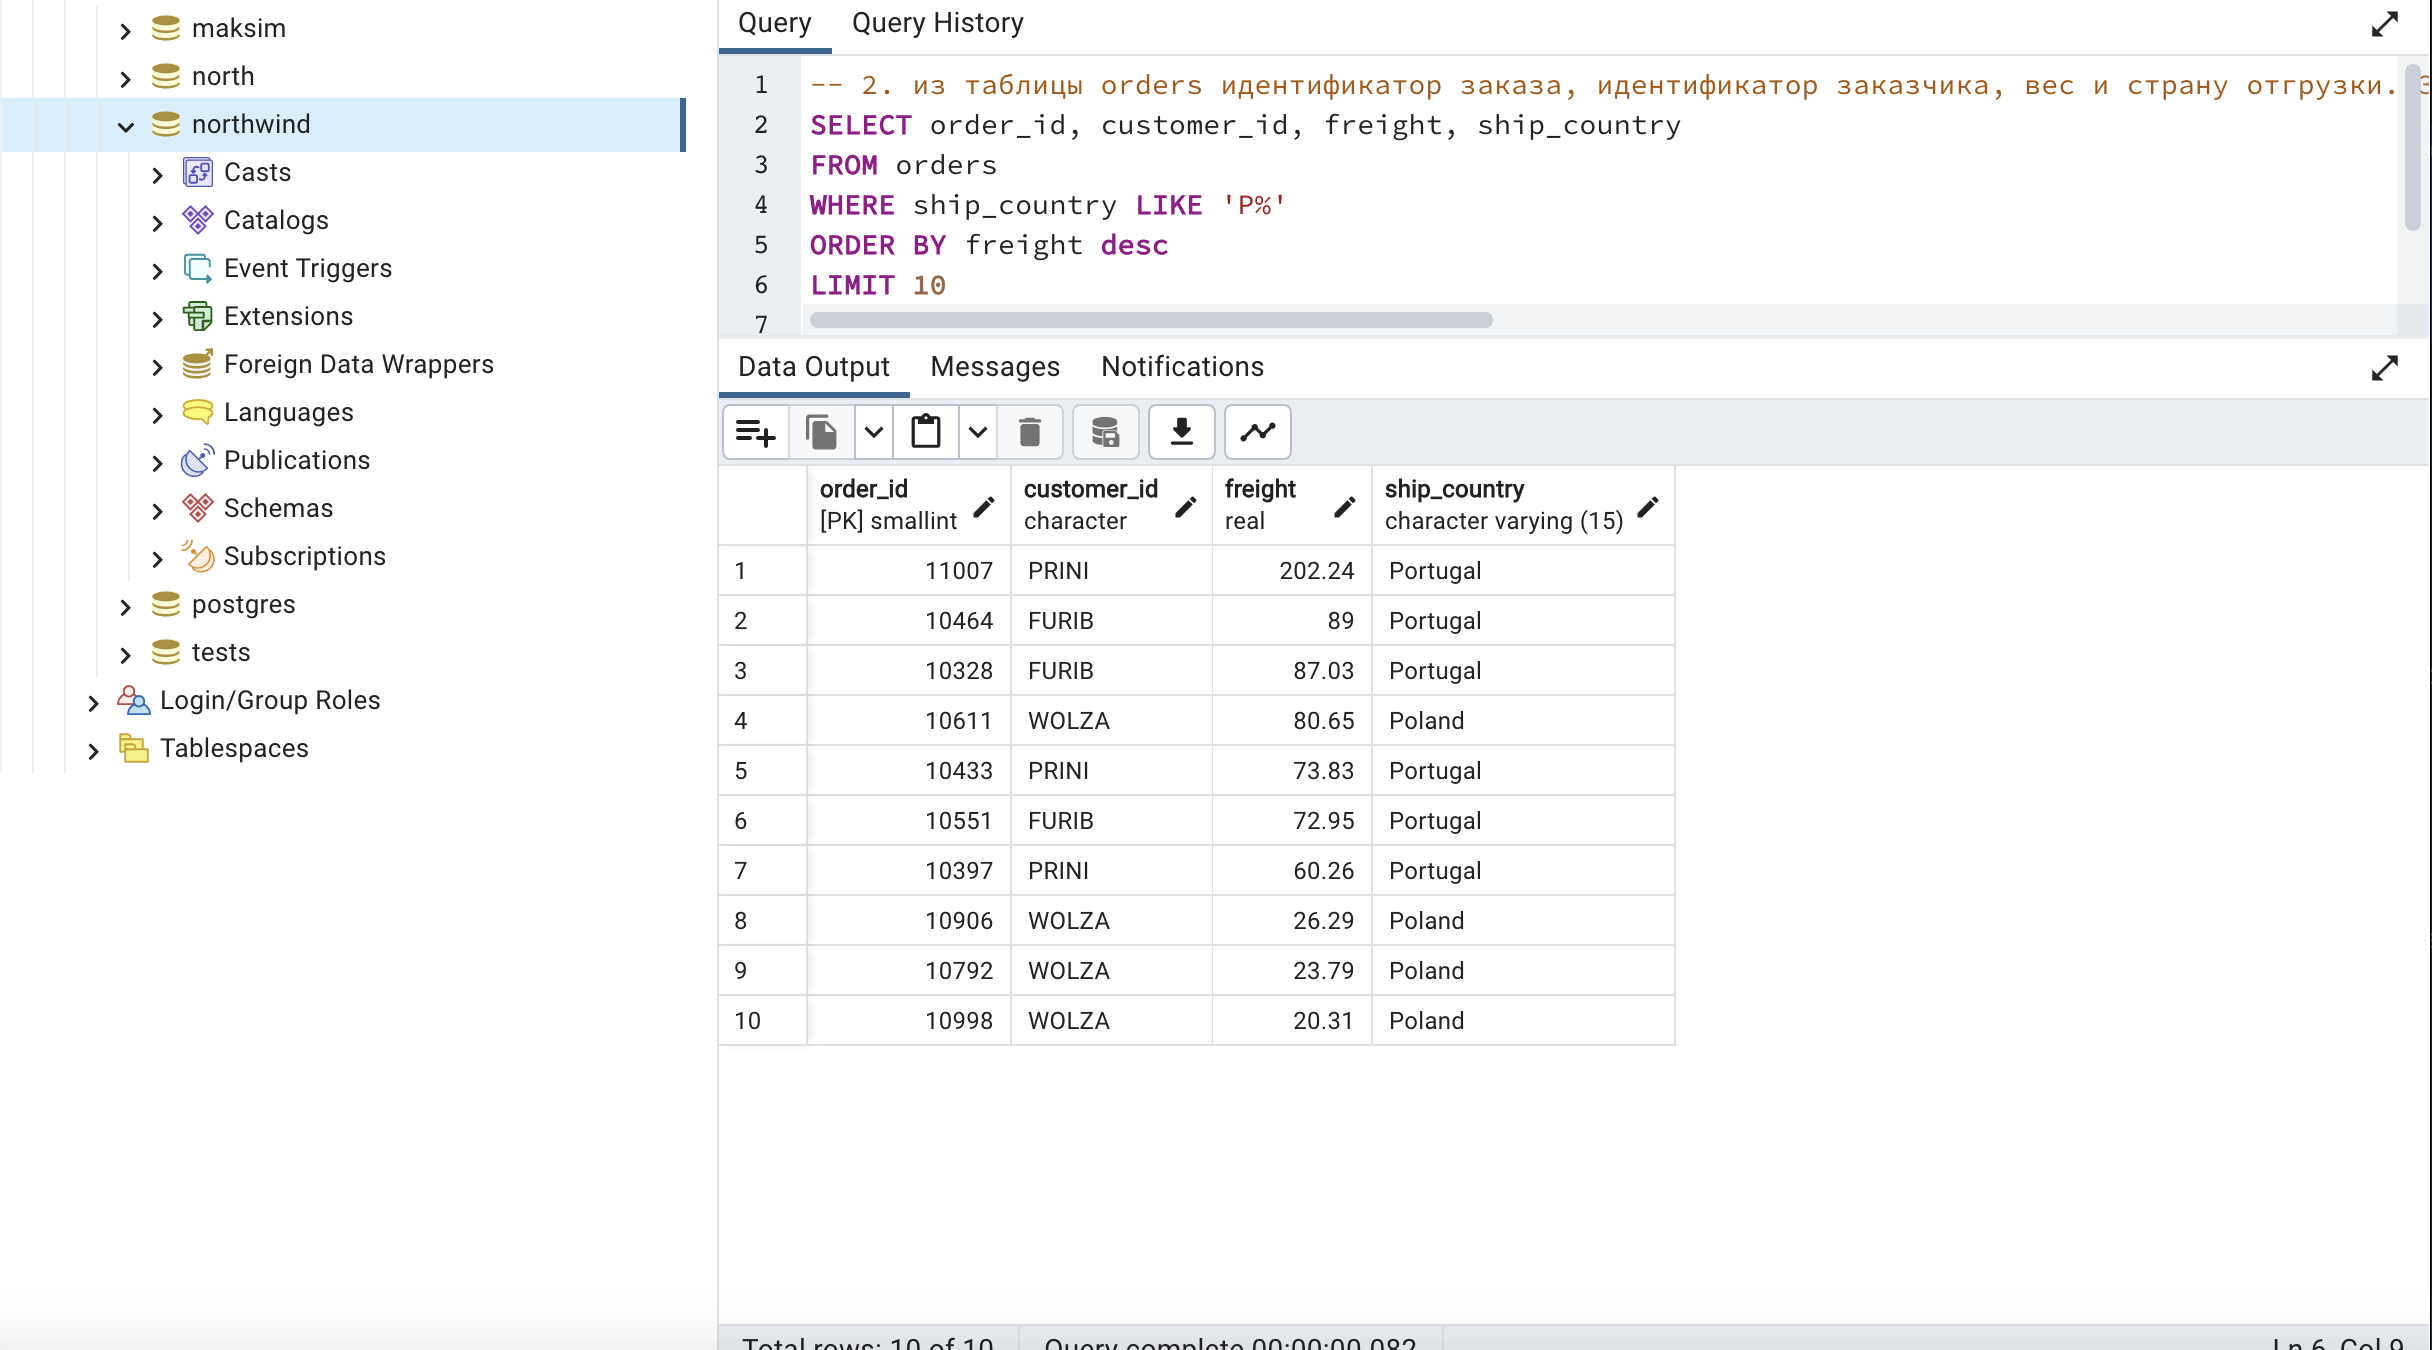 maksim
north
northwind
Casts
Catalogs
Event Triggers
Extensions
Foreign Data Wrappers
Languages
Publications
Schemas
Subscriptions
postgres
tests
Login/Group Roles
Tablespaces
Query Query History
1 -- 2. из таблицы orders идентификатор заказа, идентификатор заказчика, вес и страну отгрузки.
2 SELECT order_id, customer_id, freight, ship_country
3 FROM orders
4 WHERE ship_country LIKE 'P%'
5 ORDER BY freight desc
6 LIMIT 10
7
Data Output Messages Notifications
order_id customer_id freight ship_country
[PK] smallint character real character varying (15)
1 11007 PRINI 202.24 Portugal
2 10464 FURIB 89 Portugal
3 10328 FURIB 87.03 Portugal
4 10611 WOLZA 80.65 Poland
5 10433 PRINI 73.83 Portugal
6 10551 FURIB 72.95 Portugal
7 10397 PRINI 60.26 Portugal
8 10906 WOLZA 26.29 Poland
9 10792 WOLZA 23.79 Poland
10 10998 WOLZA 20.31 Poland
Total rows: 10 of 10 Query complete 00:00:00.082 Ln 6, Col 9